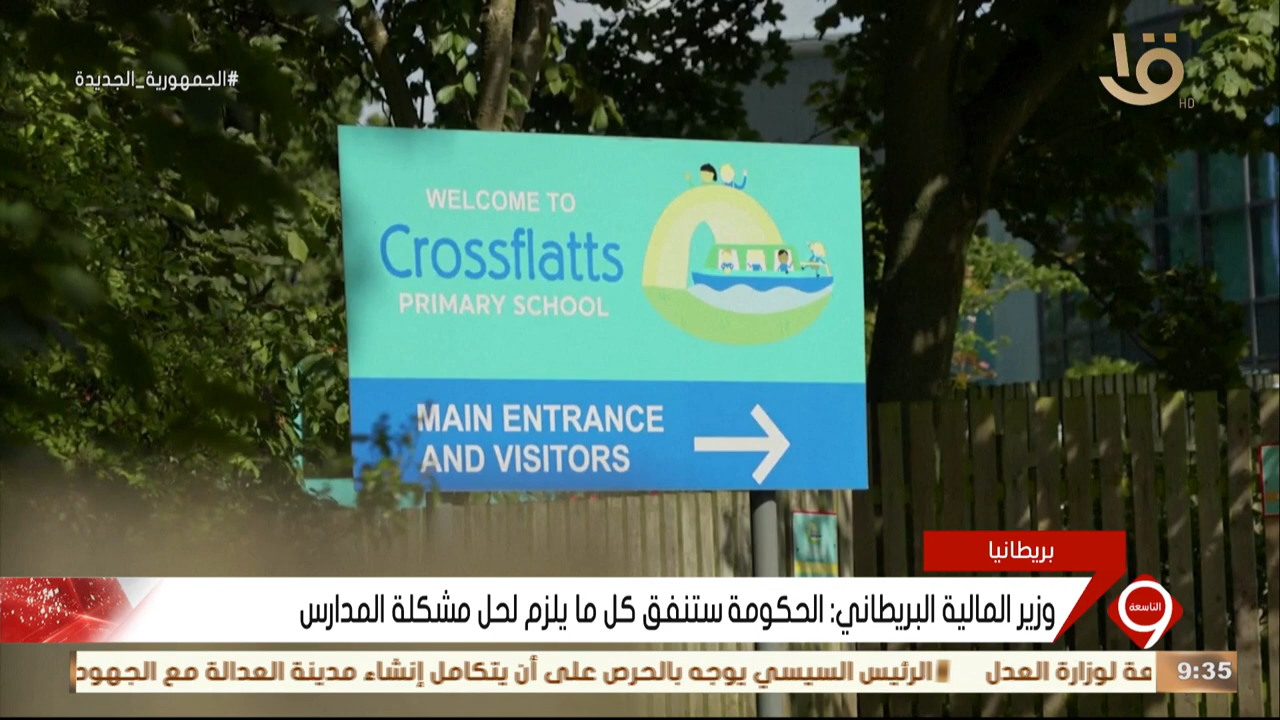 #الجمهورية_الجديدة
HD
WELCOME TO
Crossflatts
PRIMARY SCHOOL
MAIN ENTRANCE
AND VISITORS
بريطانيا
التاسعة
9
وزير المالية البريطاني: الحكومة ستنفق كل ما يلزم لحل مشكلة المدارس
9:35
مة لوزارة العدل الرئيس السيسي يوجه بالحرص على أن يتكامل إنشاء مدينة العدالة مع الجهود